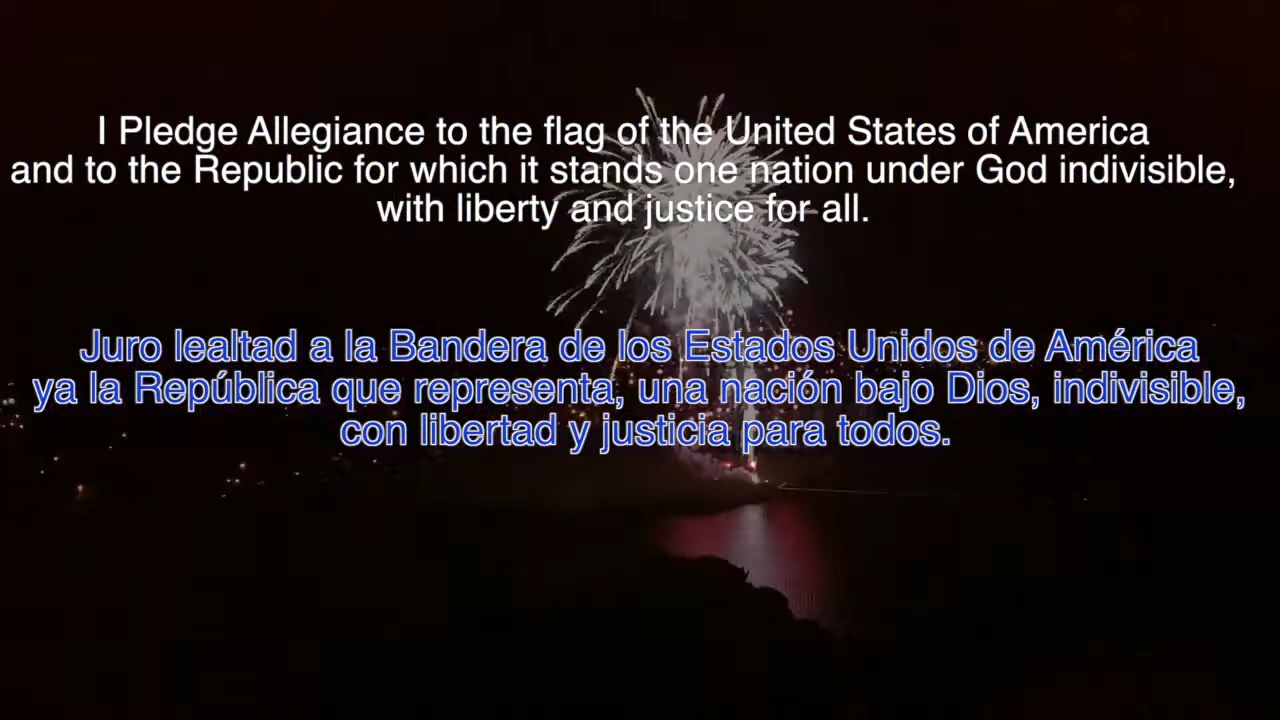 I Pledge Allegiance to the flag of the United States of America
and to the Republic for which it stands one nation under God indivisible,
with liberty and justice for all.
Juro lealtad a la Bandera de los Estados Unidos de América
ya la República que representa, una nación bajo Dios, indivisible,
con libertad y justicia para todos.